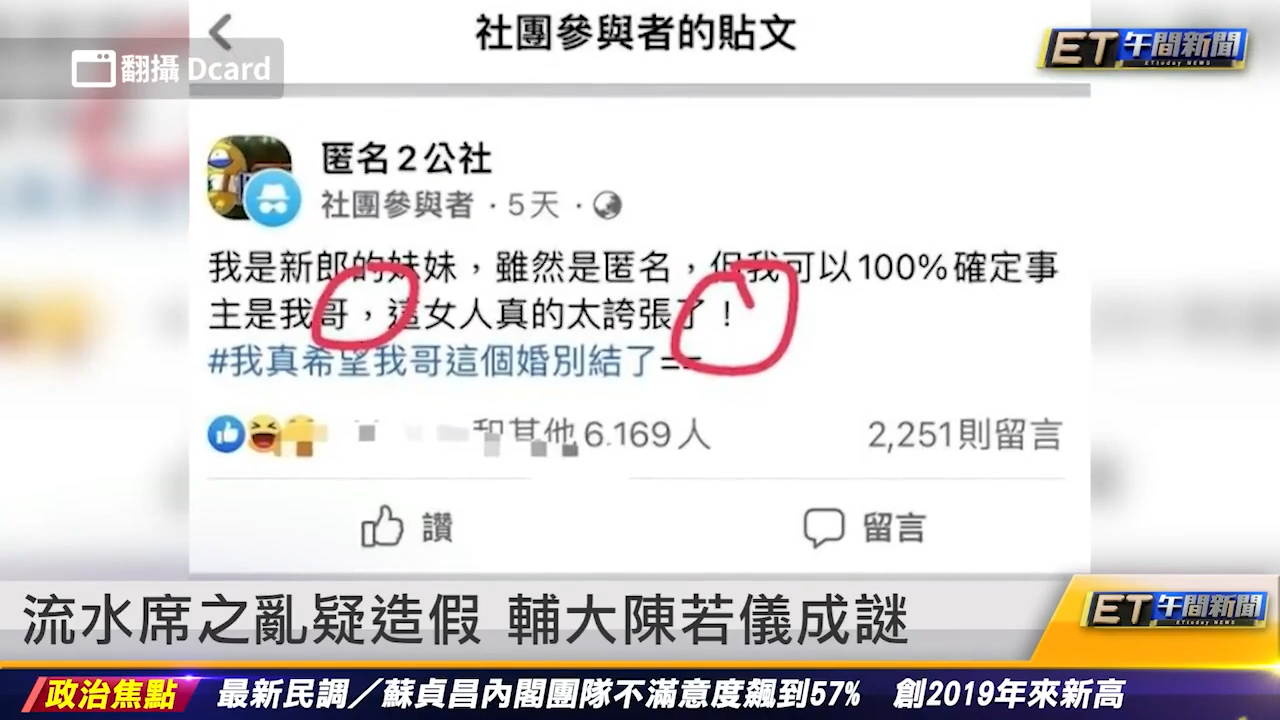 社團參與者的貼文
翻攝 Dcard
ET午間新聞
ETtoday NEWS
匿名2公社
社團參與者 · 5天 ·
我是新郎的妹妹，雖然是匿名，但我可以100%確定事
主是我哥，這女人真的太誇張了！
#我真希望我哥這個婚別結了==
和其他6,169人
2,251則留言
讚
留言
流水席之亂疑造假 輔大陳若儀成謎
ET午間新聞
ETtoday NEWS
政治焦點
最新民調／蘇貞昌內閣團隊不滿意度飆到57% 創2019年來新高